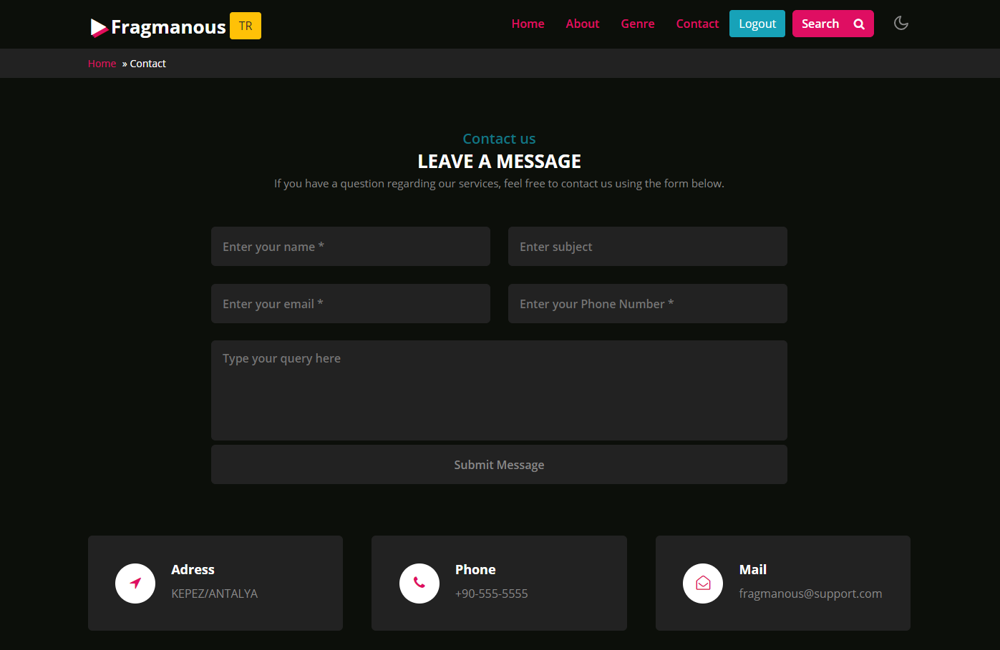 Fragmanous TR Home About Genre Contact Logout Search
Home » Contact
Contact us
LEAVE A MESSAGE
If you have a question regarding our services, feel free to contact us using the form below.
Enter your name * Enter subject
Enter your email * Enter your Phone Number *
Type your query here
Submit Message
Adress
KEPEZ/ANTALYA
Phone
+90-555-5555
Mail
fragmanous@support.com